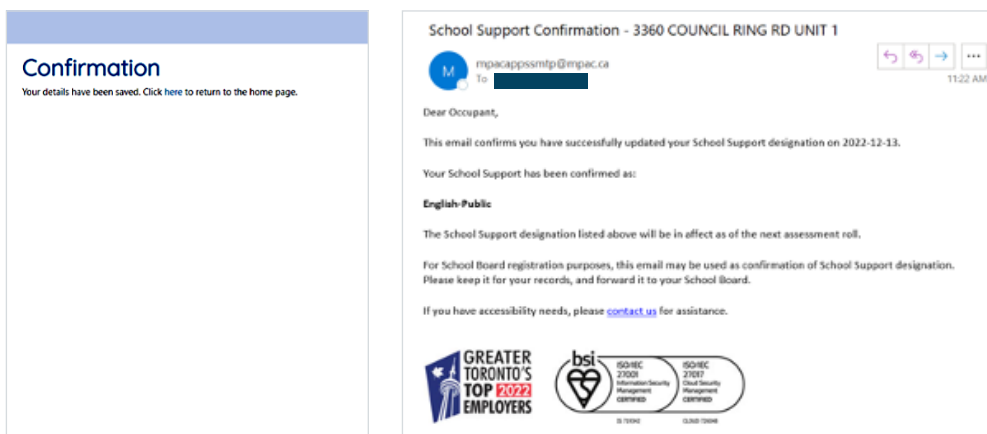 Confirmation
Your details have been saved. Click here to return to the home page.
School Support Confirmation - 3360 COUNCIL RING RD UNIT 1
M
mpacappssmtp@mpac.ca
To
11:22 AM
Dear Occupant,
This email confirms you have successfully updated your School Support designation on 2022-12-13.
Your School Support has been confirmed as:
English-Public
The School Support designation listed above will be in affect as of the next assessment roll.
For School Board registration purposes, this email may be used as confirmation of School Support designation.
Please keep it for your records, and forward it to your School Board.
If you have accessibility needs, please contact us for assistance.
GREATER
TORONTO'S
TOP 2022
EMPLOYERS
bsi
ISO/IEC
27001
Information Security
Management
CERTIFIED
ISO/IEC
27017
Cloud Security
Management
CERTIFIED